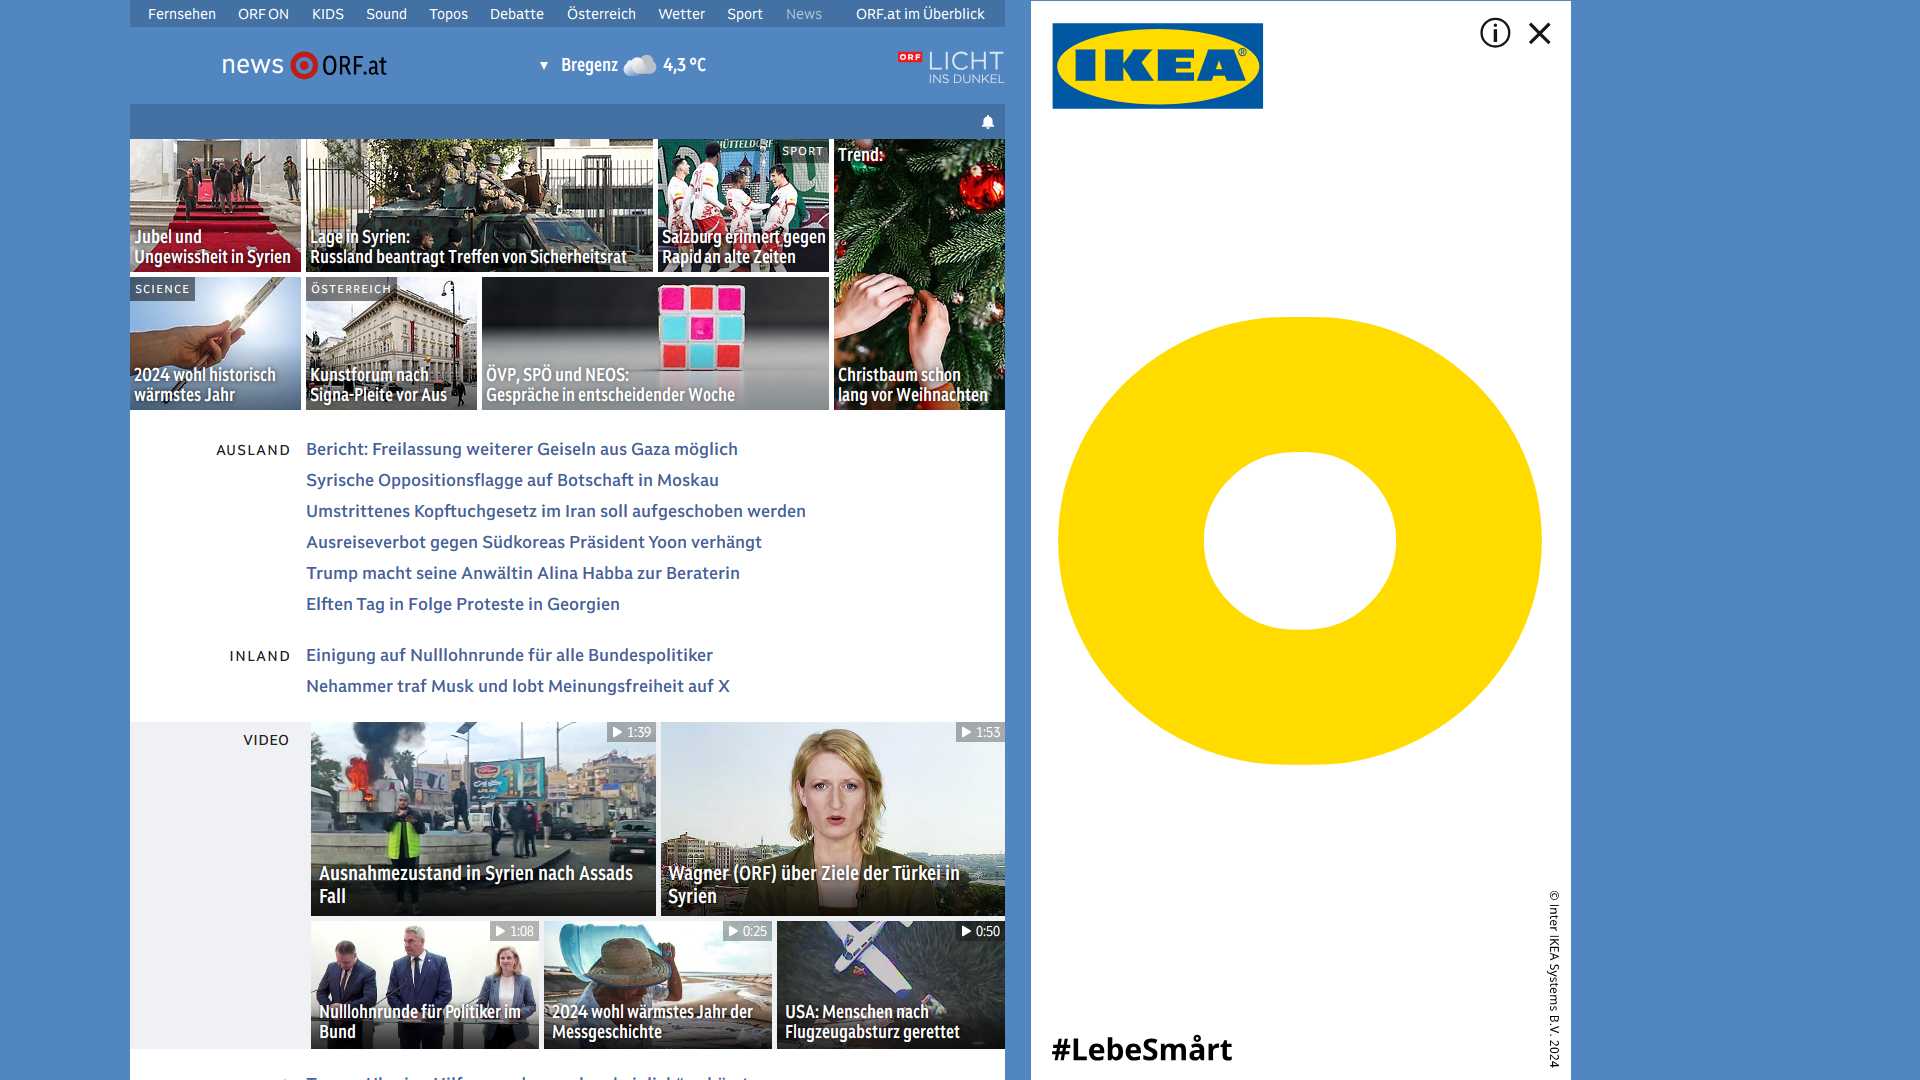 Fernsehen ORF ON KIDS Sound Topos Debatte Österreich Wetter Sport News ORF.at im Überblick
news ORF.at
▼ Bregenz 4,3 °C
ORF LICHT
INS DUNKEL
Jubel und
Ungewissheit in Syrien
Lage in Syrien:
Russland beantragt Treffen von Sicherheitsrat
HÜTTELDORF
SPORT
Salzburg erinnert gegen
Rapid an alte Zeiten
Trend:
Christbaum schon
lang vor Weihnachten
SCIENCE
2024 wohl historisch
wärmstes Jahr
ÖSTERREICH
Kunstforum nach
Signa-Pleite vor Aus
ÖVP, SPÖ und NEOS:
Gespräche in entscheidender Woche
AUSLAND
Bericht: Freilassung weiterer Geiseln aus Gaza möglich
Syrische Oppositionsflagge auf Botschaft in Moskau
Umstrittenes Kopftuchgesetz im Iran soll aufgeschoben werden
Ausreiseverbot gegen Südkoreas Präsident Yoon verhängt
Trump macht seine Anwältin Alina Habba zur Beraterin
Elften Tag in Folge Proteste in Georgien
INLAND
Einigung auf Nulllohnrunde für alle Bundespolitiker
Nehammer traf Musk und lobt Meinungsfreiheit auf X
VIDEO
1:39
Ausnahmezustand in Syrien nach Assads
Fall
1:53
Wagner (ORF) über Ziele der Türkei in
Syrien
1:08
Nulllohnrunde für Politiker im
Bund
0:25
2024 wohl wärmstes Jahr der
Messgeschichte
0:50
USA: Menschen nach
Flugzeugabsturz gerettet
IKEA®
#LebeSmårt
© Inter IKEA Systems B.V. 2024